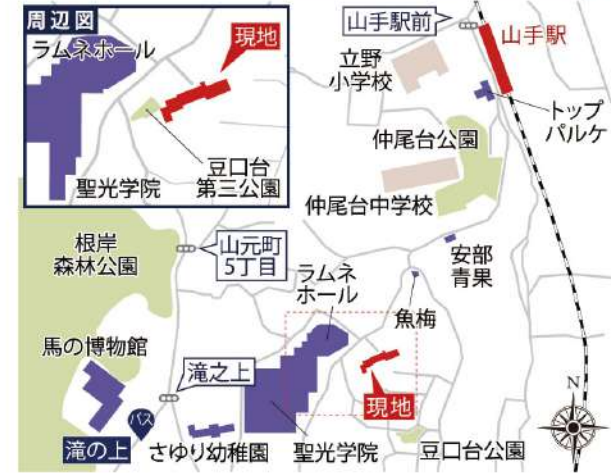 周辺図
ラムネホール
現地
豆口台
第三公園
聖光学院
山手駅前
山手駅
立野
小学校
トップ
パルケ
仲尾台公園
仲尾台中学校
根岸
森林公園
山元町
5丁目
安部
青果
ラムネ
ホール
魚梅
馬の博物館
滝之上
現地
N
バス
滝の上
さゆり幼稚園
聖光学院
豆口台公園